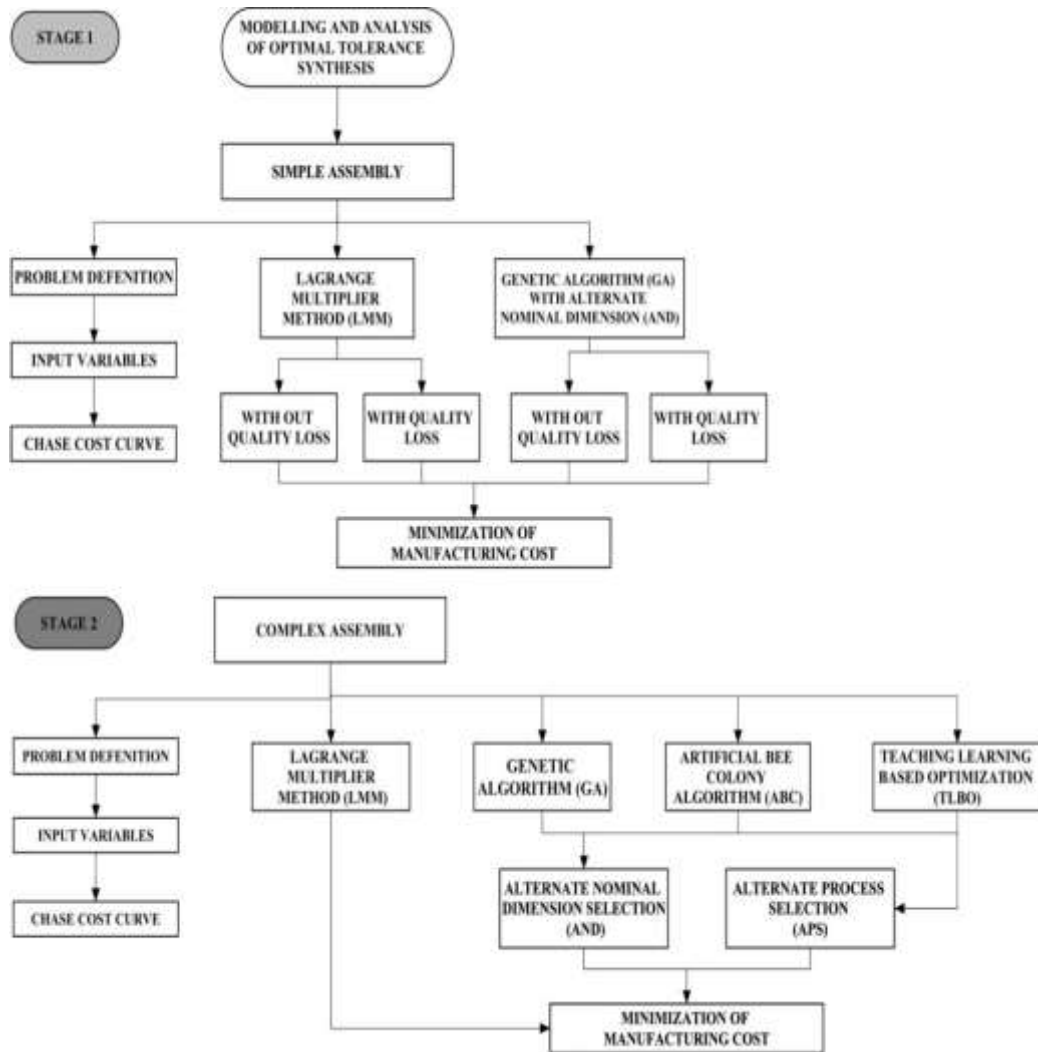 STAGE 1
MODELLING AND ANALYSIS
OF OPTIMAL TOLERANCE
SYNTHESIS
SIMPLE ASSEMBLY
PROBLEM DEFENITION
LAGRANGE
MULTIPLIER
METHOD (LMM)
GENETIC ALGORITHM (GA)
WITH ALTERNATE
NOMINAL DIMENSION (AND)
INPUT VARIABLES
CHASE COST CURVE
WITH OUT
QUALITY LOSS
WITH QUALITY
LOSS
WITH OUT
QUALITY LOSS
WITH QUALITY
LOSS
MINIMIZATION OF
MANUFACTURING COST
STAGE 2
COMPLEX ASSEMBLY
PROBLEM DEFENITION
LAGRANGE
MULTIPLIER
METHOD (LMM)
GENETIC
ALGORITHM (GA)
ARTIFICIAL BEE
COLONY
ALGORITHM (ABC)
TEACHING LEARNING
BASED OPTIMIZATION
(TLBO)
INPUT VARIABLES
CHASE COST CURVE
ALTERNATE NOMINAL
DIMENSION SELECTION
(AND)
ALTERNATE PROCESS
SELECTION
(APS)
MINIMIZATION OF
MANUFACTURING COST